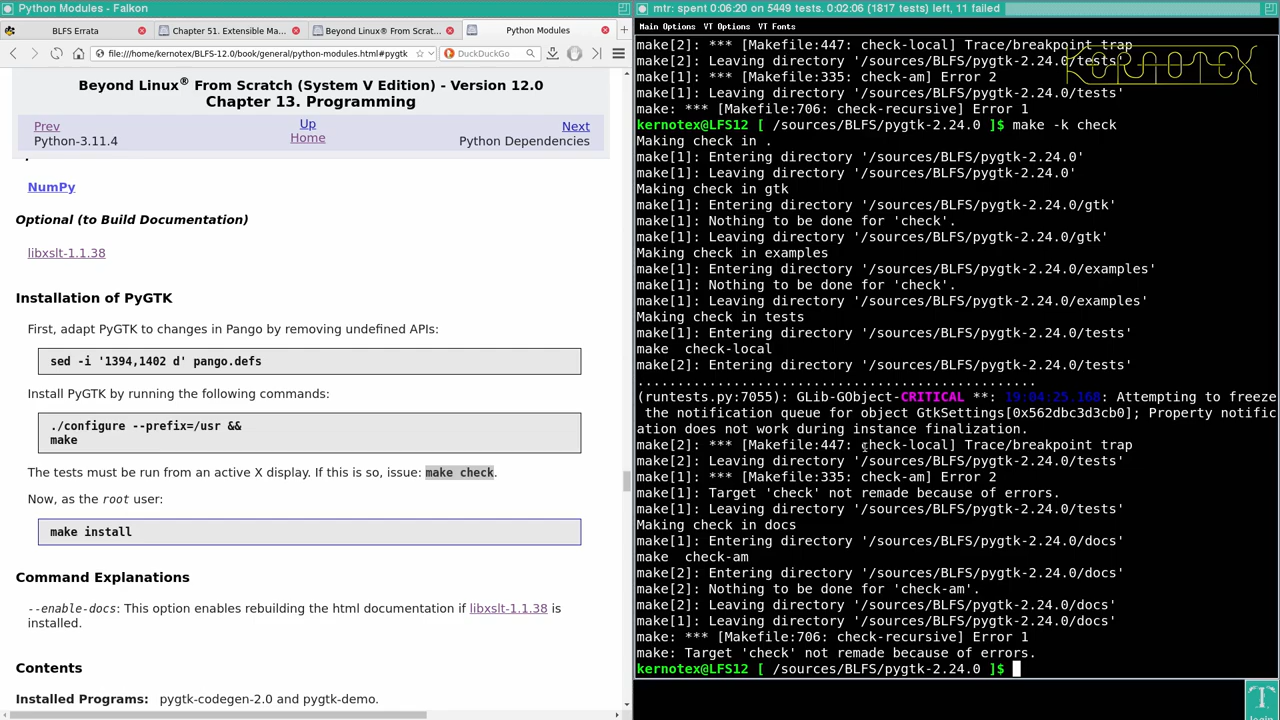 Python Modules - Falkon
BLFS Errata
Chapter 51. Extensible Ma...
Beyond Linux® From Scrat...
Python Modules
file:///home/kernotex/BLFS-12.0/book/general/python-modules.html#pygtk
DuckDuckGo
Beyond Linux® From Scratch (System V Edition) - Version 12.0
Chapter 13. Programming
Prev
Up
Next
Python-3.11.4
Home
Python Dependencies
NumPy
Optional (to Build Documentation)
libxslt-1.1.38
Installation of PyGTK
First, adapt PyGTK to changes in Pango by removing undefined APIs:
sed -i '1394,1402 d' pango.defs
Install PyGTK by running the following commands:
./configure --prefix=/usr &&
make
The tests must be run from an active X display. If this is so, issue: make check.
Now, as the root user:
make install
Command Explanations
--enable-docs: This option enables rebuilding the html documentation if libxslt-1.1.38 is
installed.
Contents
Installed Programs: pygtk-codegen-2.0 and pygtk-demo.
mtr: spent 0:06:20 on 5449 tests. 0:02:06 (1817 tests) left, 11 failed
Main Options VT Options VT Fonts
KERNOTEX
make[2]: *** [Makefile:447: check-local] Trace/breakpoint trap
make[2]: Leaving directory '/sources/BLFS/pygtk-2.24.0/tests'
make[1]: *** [Makefile:335: check-am] Error 2
make[1]: Leaving directory '/sources/BLFS/pygtk-2.24.0/tests'
make: *** [Makefile:706: check-recursive] Error 1
kernotex@LFS12 [ /sources/BLFS/pygtk-2.24.0 ]$ make -k check
Making check in .
make[1]: Entering directory '/sources/BLFS/pygtk-2.24.0'
make[1]: Leaving directory '/sources/BLFS/pygtk-2.24.0'
Making check in gtk
make[1]: Entering directory '/sources/BLFS/pygtk-2.24.0/gtk'
make[1]: Nothing to be done for 'check'.
make[1]: Leaving directory '/sources/BLFS/pygtk-2.24.0/gtk'
Making check in examples
make[1]: Entering directory '/sources/BLFS/pygtk-2.24.0/examples'
make[1]: Nothing to be done for 'check'.
make[1]: Leaving directory '/sources/BLFS/pygtk-2.24.0/examples'
Making check in tests
make[1]: Entering directory '/sources/BLFS/pygtk-2.24.0/tests'
make  check-local
make[2]: Entering directory '/sources/BLFS/pygtk-2.24.0/tests'
..................................................
(runtests.py:7055): GLib-GObject-CRITICAL **: 19:04:25.168: Attempting to freeze
the notification queue for object GtkSettings[0x562dbc3d3cb0]; Property notific
ation does not work during instance finalization.
make[2]: *** [Makefile:447: check-local] Trace/breakpoint trap
make[2]: Leaving directory '/sources/BLFS/pygtk-2.24.0/tests'
make[1]: *** [Makefile:335: check-am] Error 2
make[1]: Target 'check' not remade because of errors.
make[1]: Leaving directory '/sources/BLFS/pygtk-2.24.0/tests'
Making check in docs
make[1]: Entering directory '/sources/BLFS/pygtk-2.24.0/docs'
make  check-am
make[2]: Entering directory '/sources/BLFS/pygtk-2.24.0/docs'
make[2]: Nothing to be done for 'check-am'.
make[2]: Leaving directory '/sources/BLFS/pygtk-2.24.0/docs'
make[1]: Leaving directory '/sources/BLFS/pygtk-2.24.0/docs'
make: *** [Makefile:706: check-recursive] Error 1
make: Target 'check' not remade because of errors.
kernotex@LFS12 [ /sources/BLFS/pygtk-2.24.0 ]$
login